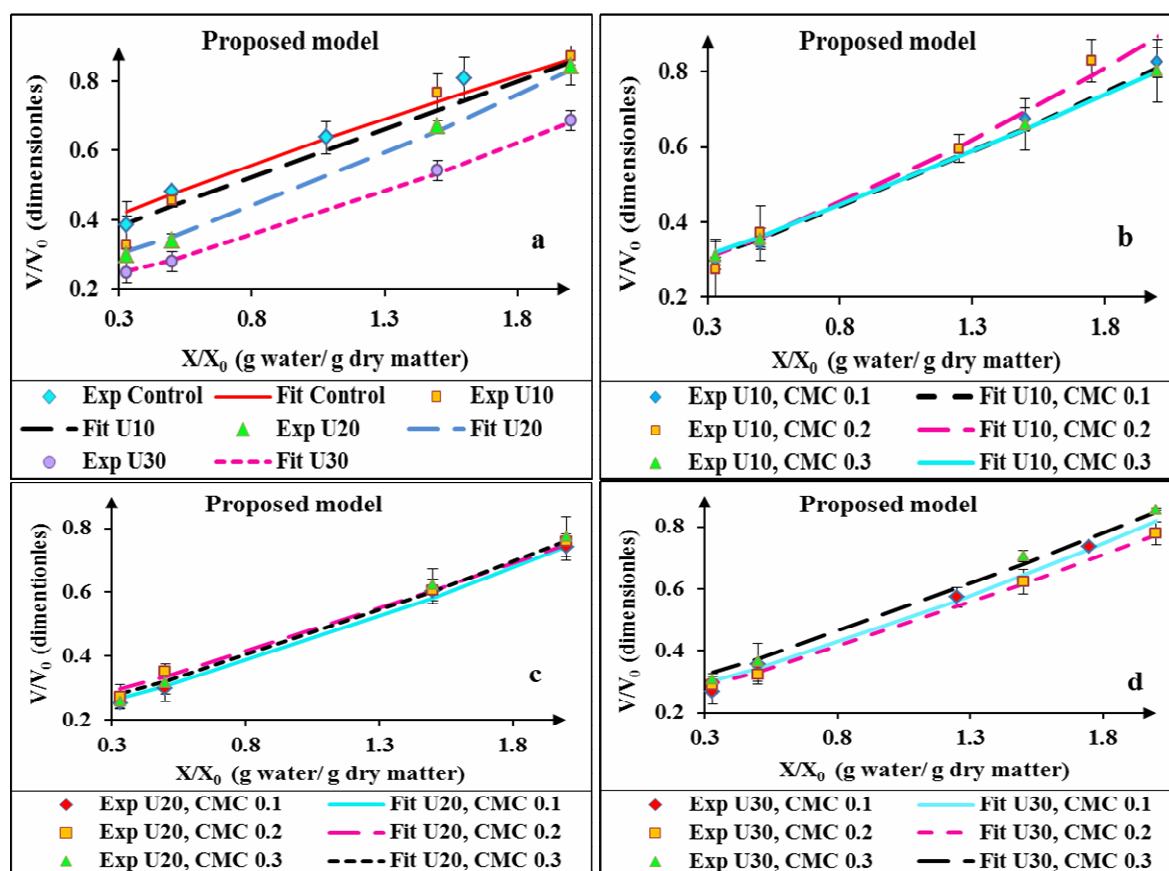 Proposed model
V/V₀ (dimensionles)
0.8
0.6
0.4
0.2
a
0.3 0.8 1.3 1.8
X/X₀ (g water/ g dry matter)
Exp Control Fit Control Exp U10
Fit U10 Exp U20 Fit U20
Exp U30 Fit U30
Proposed model
V/V₀ (dimensionles)
0.8
0.6
0.4
0.2
b
0.3 0.8 1.3 1.8
X/X₀ (g water/ g dry matter)
Exp U10, CMC 0.1 Fit U10, CMC 0.1
Exp U10, CMC 0.2 Fit U10, CMC 0.2
Exp U10, CMC 0.3 Fit U10, CMC 0.3
Proposed model
V/V₀ (dimentionles)
0.8
0.6
0.4
0.2
c
0.3 0.8 1.3 1.8
X/X₀ (g water/ g dry matter)
Exp U20, CMC 0.1 Fit U20, CMC 0.1
Exp U20, CMC 0.2 Fit U20, CMC 0.2
Exp U20, CMC 0.3 Fit U20, CMC 0.3
Proposed model
V/V₀ (dimensionles)
0.8
0.6
0.4
0.2
d
0.3 0.8 1.3 1.8
X/X₀ (g water/ g dry matter)
Exp U30, CMC 0.1 Fit U30, CMC 0.1
Exp U30, CMC 0.2 Fit U30, CMC 0.2
Exp U30, CMC 0.3 Fit U30, CMC 0.3